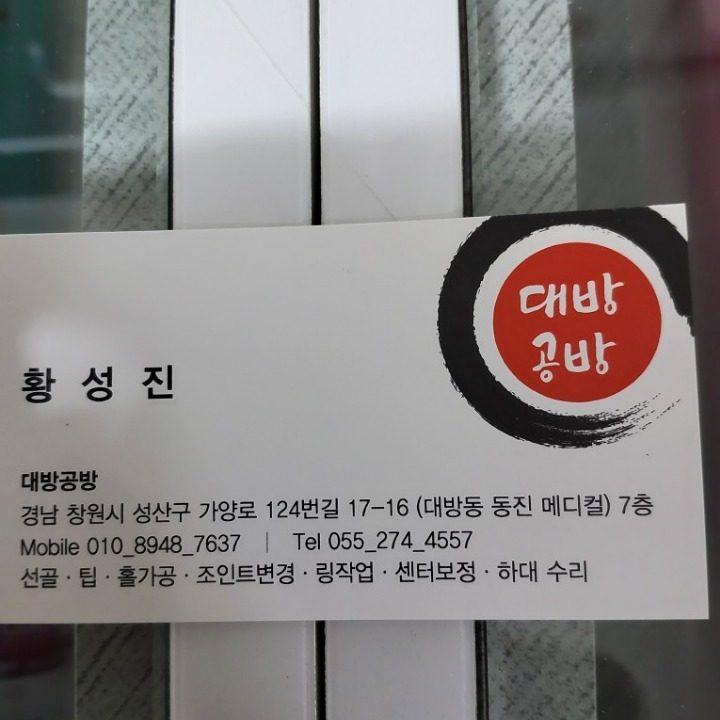 대방
공방
황성진
대방공방
경남 창원시 성산구 가양로 124번길 17-16 (대방동 동진 메디컬) 7층
Mobile 010_8948_7637 | Tel 055_274_4557
선골 · 팁 · 홀가공 · 조인트변경 · 링작업 · 센터보정 · 하대 수리